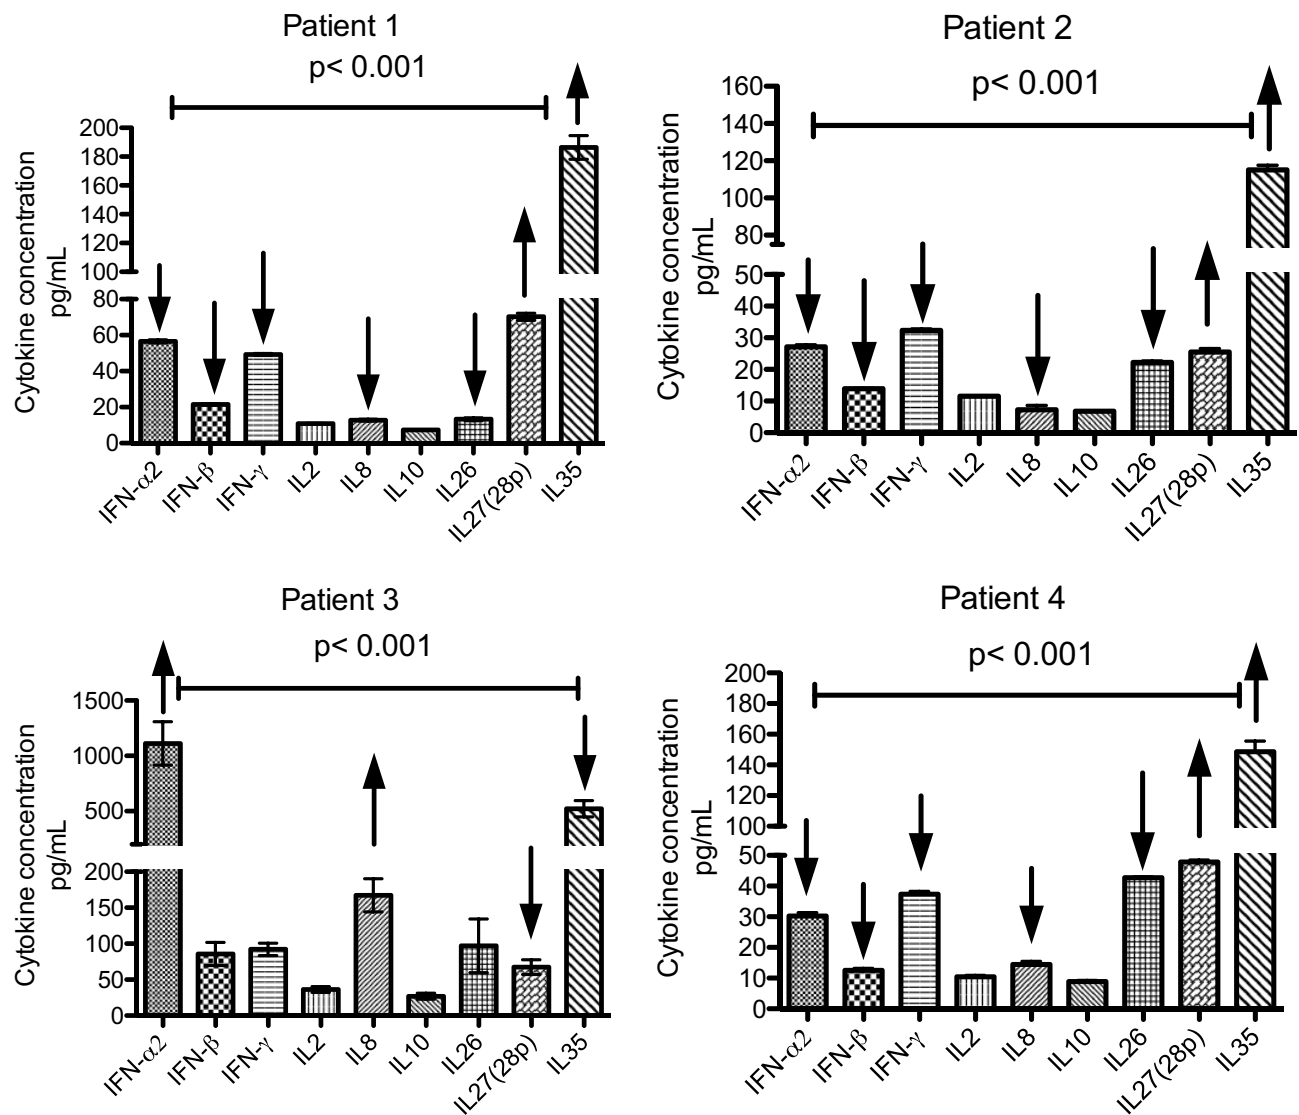 Patient 1
p< 0.001
Cytokine concentration
pg/mL
200
180
160
140
120
100
80
60
40
20
0
IFN-α2
IFN-β
IFN-γ
IL2
IL8
IL10
IL26
IL27(28p)
IL35
Patient 2
p< 0.001
Cytokine concentration
pg/mL
160
140
120
100
80
50
40
30
20
10
0
IFN-α2
IFN-β
IFN-γ
IL2
IL8
IL10
IL26
IL27(28p)
IL35
Patient 3
p< 0.001
Cytokine concentration
pg/mL
1500
1000
500
200
150
100
50
0
IFN-α2
IFN-β
IFN-γ
IL2
IL8
IL10
IL26
IL27(28p)
IL35
Patient 4
p< 0.001
Cytokine concentration
pg/mL
200
180
160
140
120
100
50
40
30
20
10
0
IFN-α2
IFN-β
IFN-γ
IL2
IL8
IL10
IL26
IL27(28p)
IL35